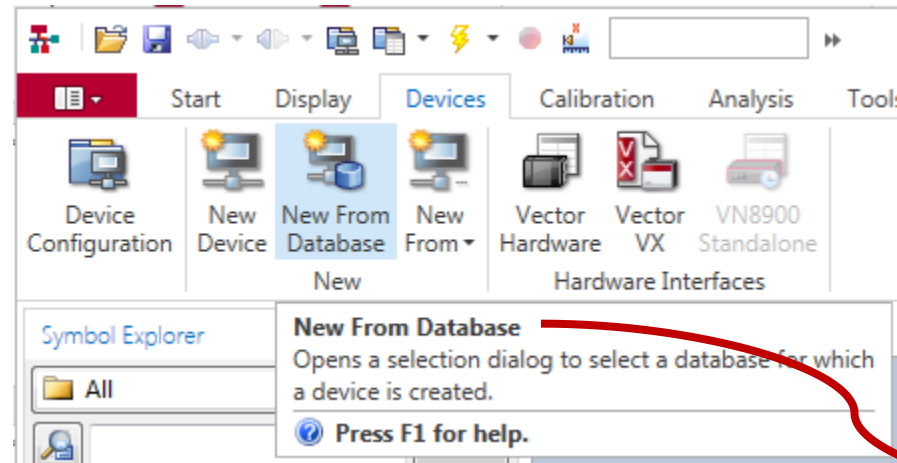 Start Display Devices Calibration Analysis Tools
Device Configuration
New Device
New From Database
New From
Vector Hardware
Vector VX
VN8900 Standalone
New
Hardware Interfaces
Symbol Explorer
All
New From Database
Opens a selection dialog to select a database for which
a device is created.
Press F1 for help.